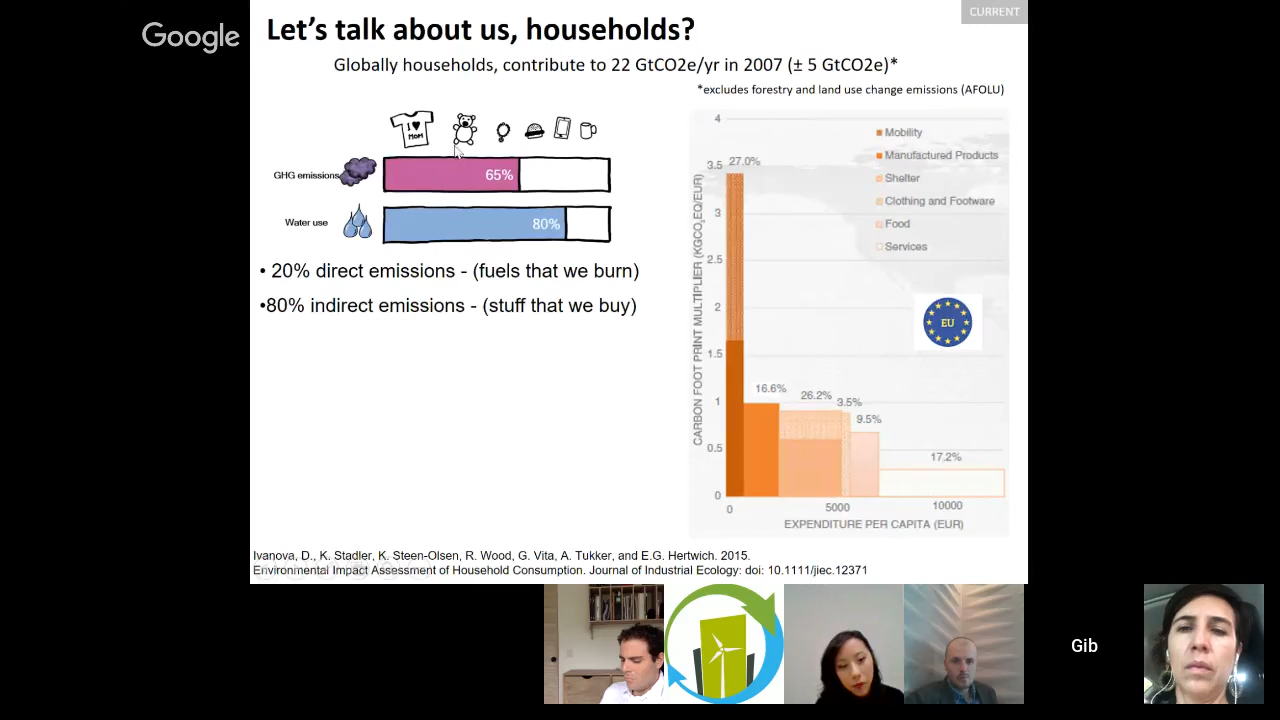 Google
CURRENT
Let's talk about us, households?
Globally households, contribute to 22 GtCO2e/yr in 2007 (± 5 GtCO2e)*
*excludes forestry and land use change emissions (AFOLU)
I ♥
MOM
GHG emissions
65%
Water use
80%
• 20% direct emissions - (fuels that we burn)
•80% indirect emissions - (stuff that we buy)
CARBON FOOT PRINT MULTIPLIER (KGCO₂EQ/EUR)
4
3.5
3
2.5
2
1.5
1
0.5
0
27.0%
16.6%
26.2%
3.5%
9.5%
17.2%
Mobility
Manufactured Products
Shelter
Clothing and Footware
Food
Services
EU
0
5000
10000
EXPENDITURE PER CAPITA (EUR)
Ivanova, D., K. Stadler, K. Steen-Olsen, R. Wood, G. Vita, A. Tukker, and E.G. Hertwich. 2015.
Environmental Impact Assessment of Household Consumption. Journal of Industrial Ecology: doi: 10.1111/jiec.12371
Gib